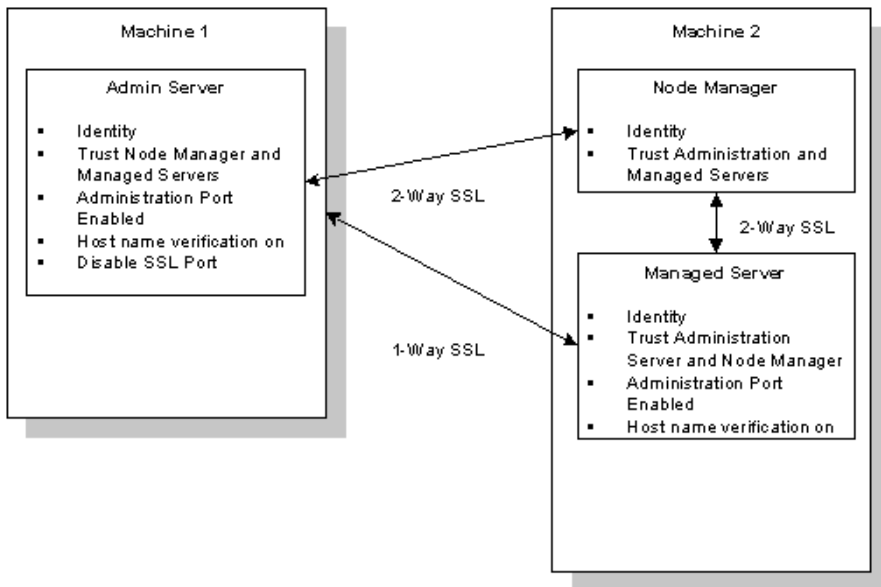 Machine 1
Admin Server
▪ Identity
▪ Trust Node Manager and
Managed Servers
▪ Administration Port
Enabled
▪ Host name verification on
▪ Disable SSL Port
2-Way SSL
1-Way SSL
Machine 2
Node Manager
▪ Identity
▪ Trust Administration and
Managed Servers
2-Way SSL
Managed Server
▪ Identity
▪ Trust Administration
Server and Node Manager
▪ Administration Port
Enabled
▪ Host name verification on